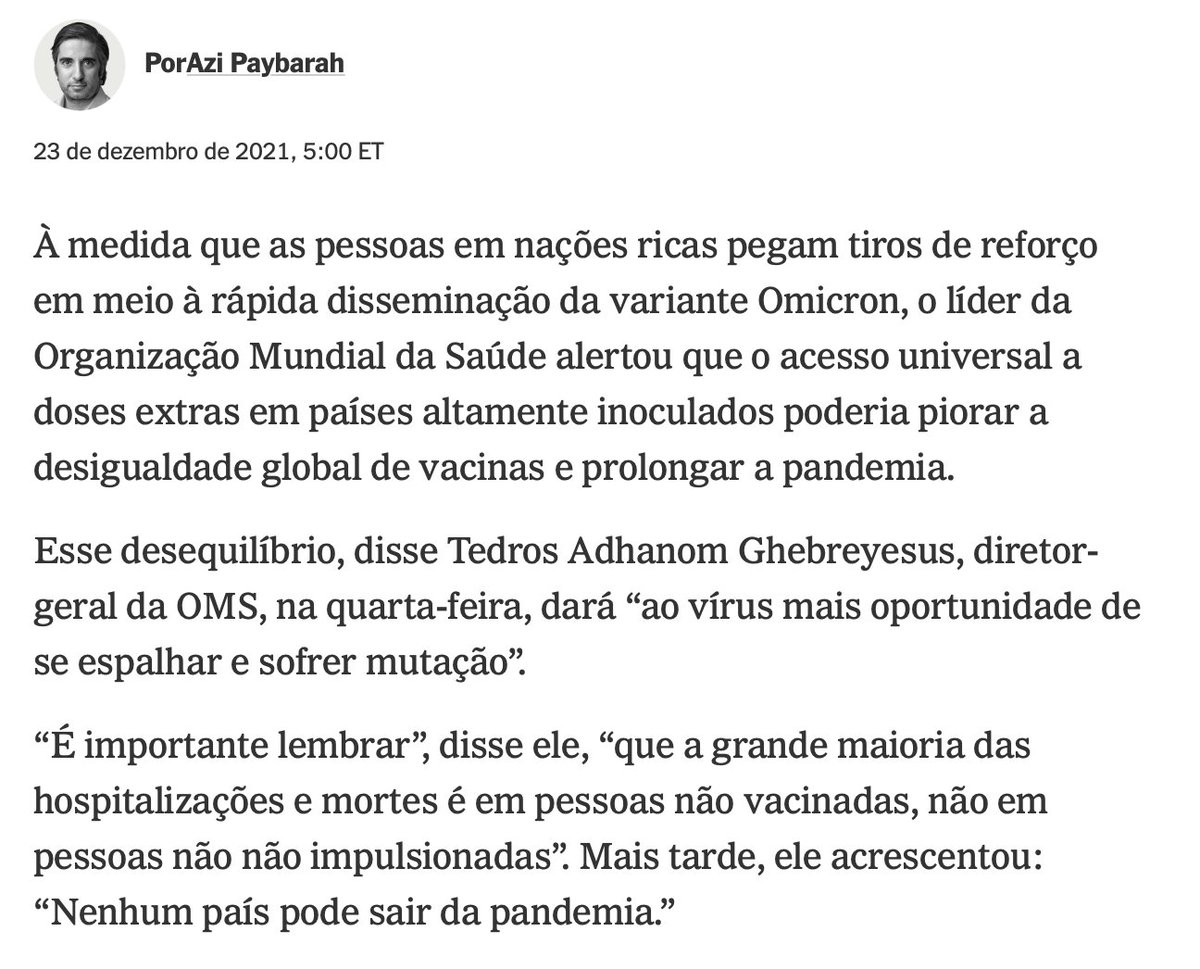 PorAzi Paybarah
23 de dezembro de 2021, 5:00 ET
À medida que as pessoas em nações ricas pegam tiros de reforço
em meio à rápida disseminação da variante Omicron, o líder da
Organização Mundial da Saúde alertou que o acesso universal a
doses extras em países altamente inoculados poderia piorar a
desigualdade global de vacinas e prolongar a pandemia.
Esse desequilíbrio, disse Tedros Adhanom Ghebreyesus, diretor-
geral da OMS, na quarta-feira, dará “ao vírus mais oportunidade de
se espalhar e sofrer mutação”.
“É importante lembrar”, disse ele, “que a grande maioria das
hospitalizações e mortes é em pessoas não vacinadas, não em
pessoas não não impulsionadas”. Mais tarde, ele acrescentou:
“Nenhum país pode sair da pandemia.”